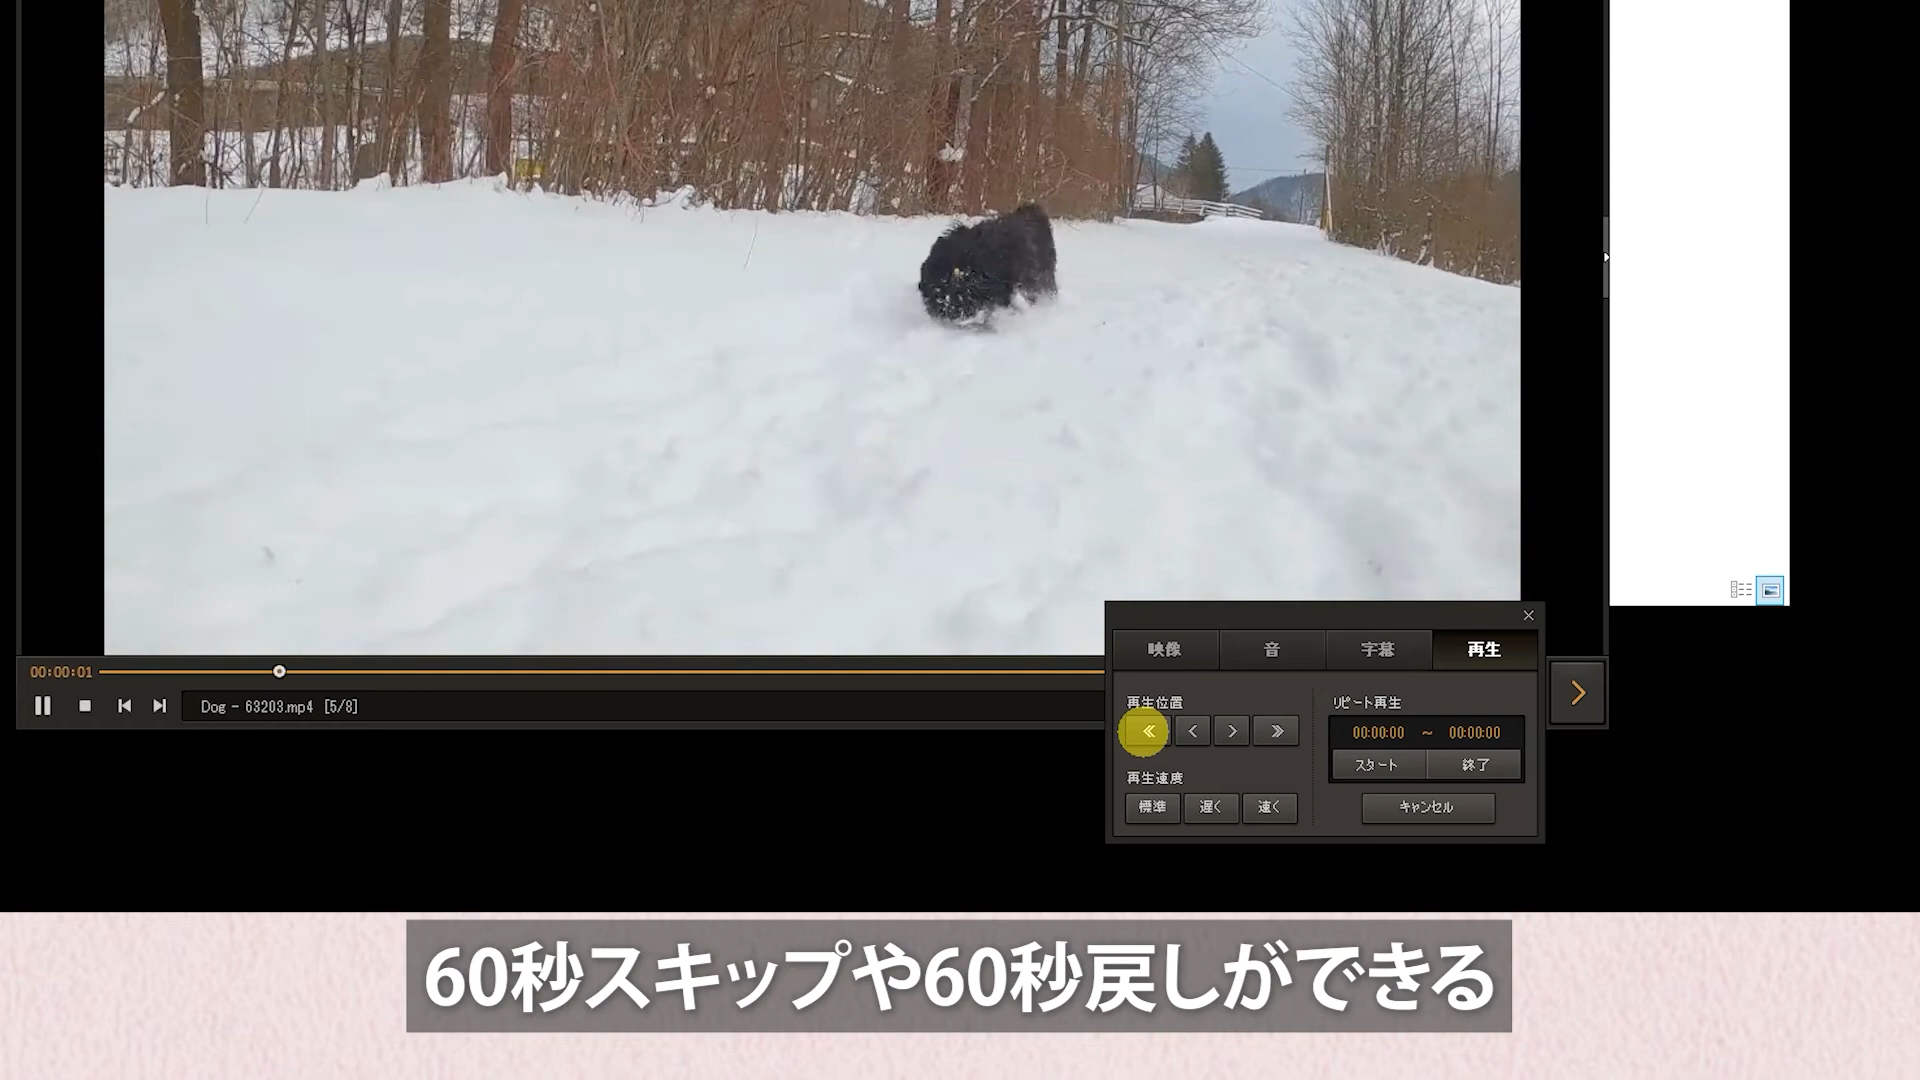 映像 音 字幕 再生
00:00:01
Dog - 63203.mp4 [5/8]
再生位置
リピート再生
00:00:00 ~ 00:00:00
スタート 終了
再生速度
標準 遅く 速く
キャンセル
60秒スキップや60秒戻しができる